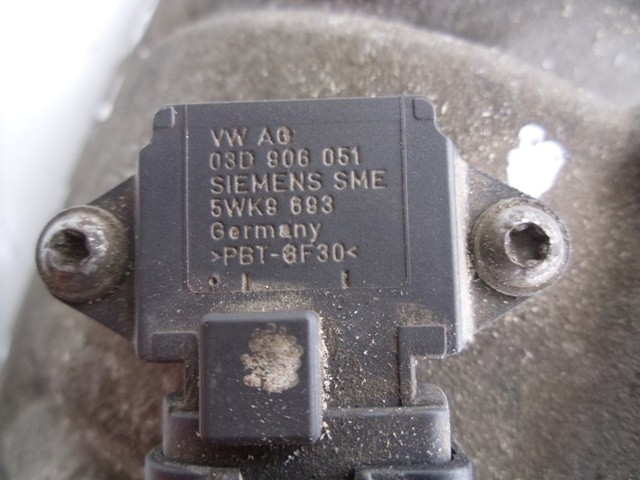 VW AG
03D 906 051
SIEMENS SME
5WK9 693
Germany
>PBT-GF30<